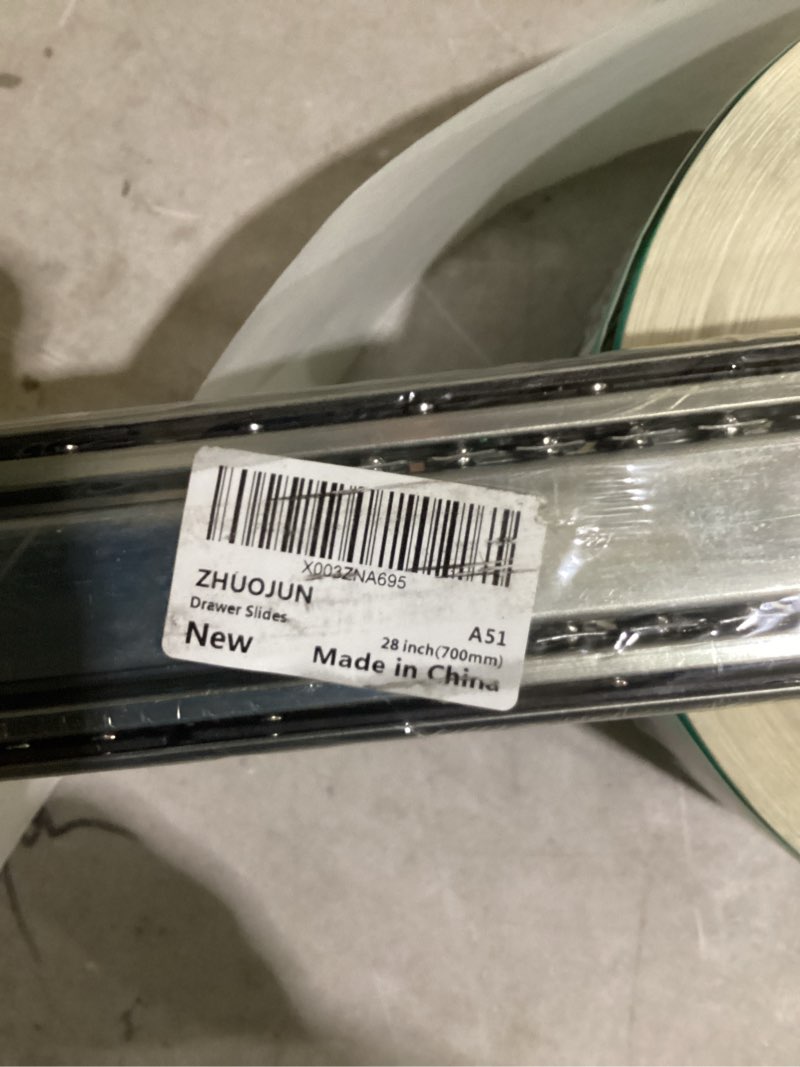 X003ZNA695
ZHUOJUN
Drawer Slides
A51
New
28 inch(700mm)
Made in China